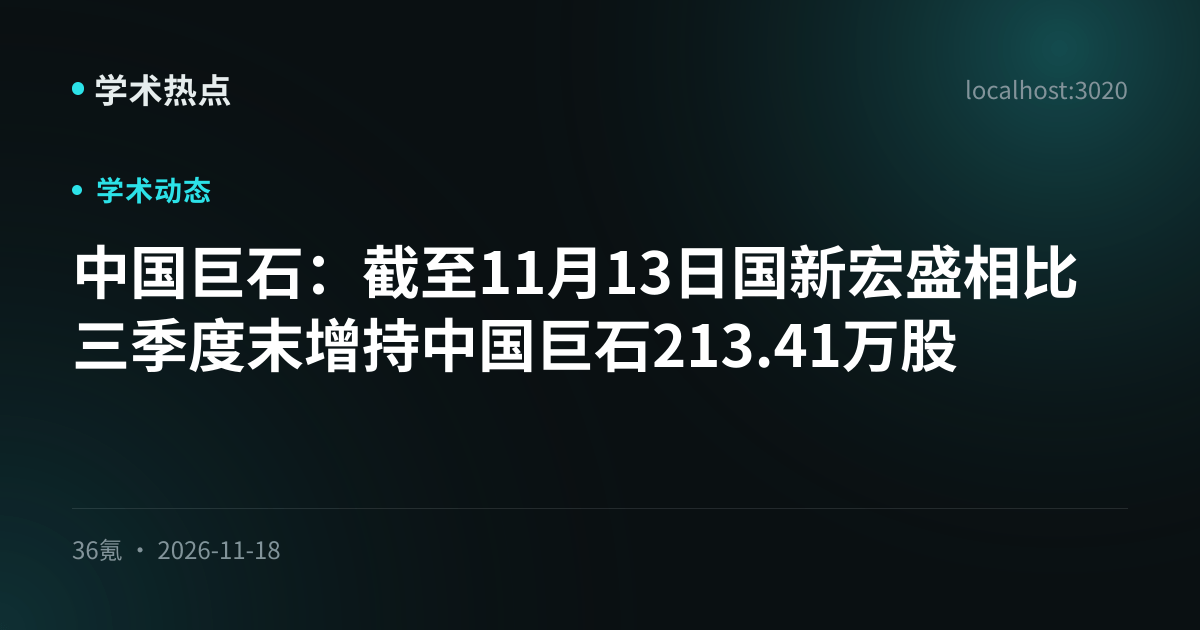 学术热点
localhost:3020
学术动态
中国巨石：截至11月13日国新宏盛相比
三季度末增持中国巨石213.41万股
36氪 · 2026-11-18